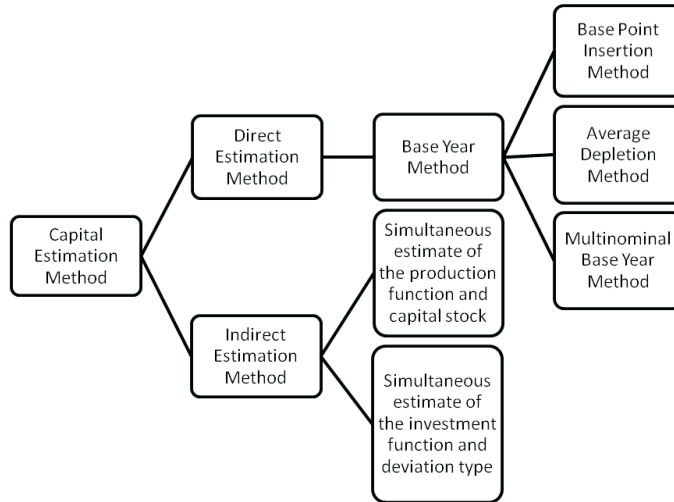 Capital
Estimation
Method
Direct
Estimation
Method
Base Year
Method
Base Point
Insertion
Method
Average
Depletion
Method
Multinominal
Base Year
Method
Indirect
Estimation
Method
Simultaneous
estimate of
the production
function and
capital stock
Simultaneous
estimate of
the investment
function and
deviation type